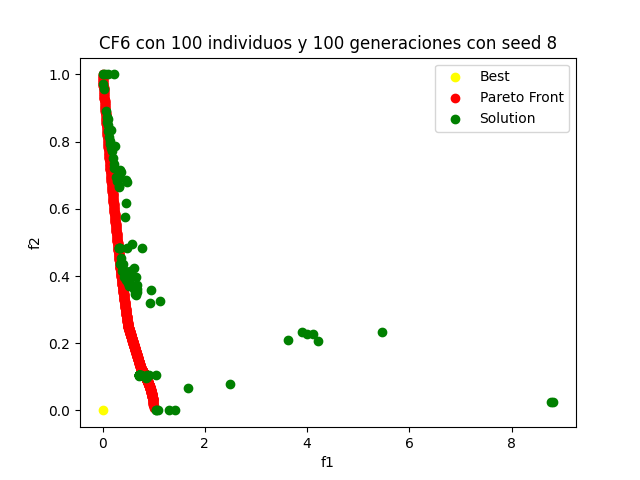 CF6 con 100 individuos y 100 generaciones con seed 8
Best
Pareto Front
Solution
1.0
0.8
0.6
0.4
0.2
0.0
f2
0
2
4
6
8
f1